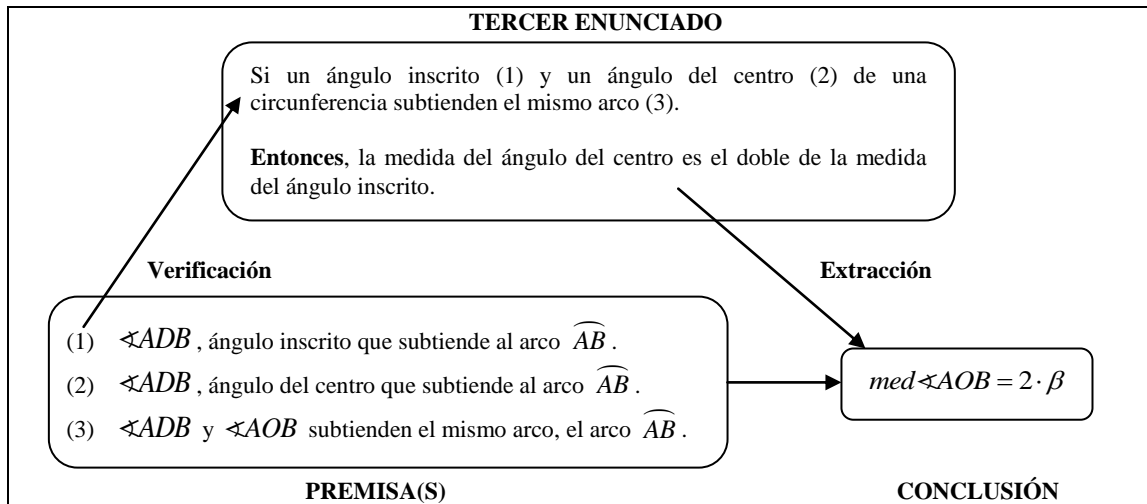 TERCER ENUNCIADO
Si un ángulo inscrito (1) y un ángulo del centro (2) de una
circunferencia subtienden el mismo arco (3).
Entonces, la medida del ángulo del centro es el doble de la medida
del ángulo inscrito.
Verificación
Extracción
(1) ∢ADB , ángulo inscrito que subtiende al arco \widehat{AB} .
(2) ∢ADB , ángulo del centro que subtiende al arco \widehat{AB} .
(3) ∢ADB y ∢AOB subtienden el mismo arco, el arco \widehat{AB} .
med∢AOB = 2 · β
PREMISA(S)
CONCLUSIÓN